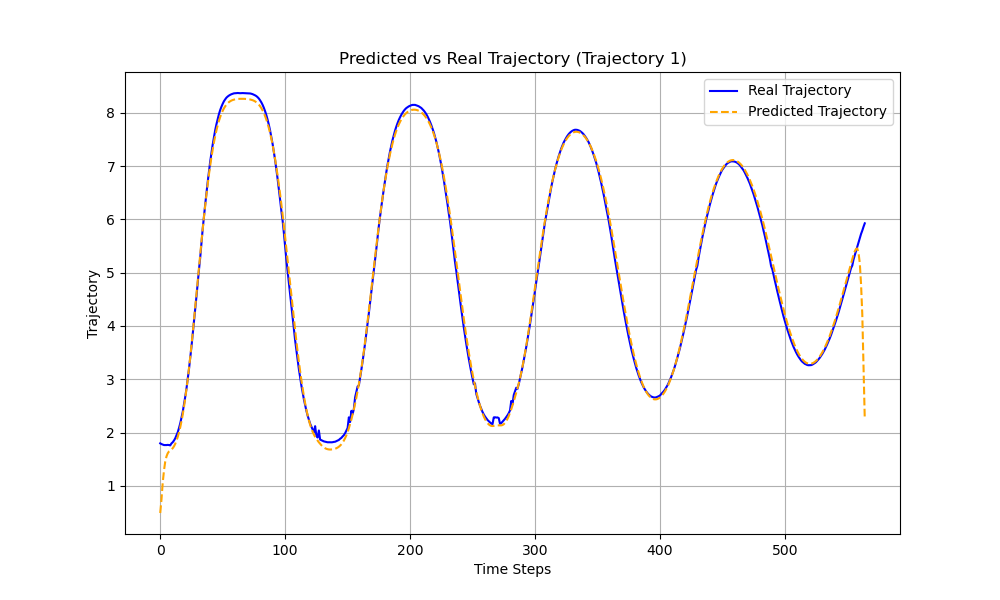 Predicted vs Real Trajectory (Trajectory 1)
Real Trajectory
Predicted Trajectory
Trajectory
8
7
6
5
4
3
2
1
0 100 200 300 400 500
Time Steps